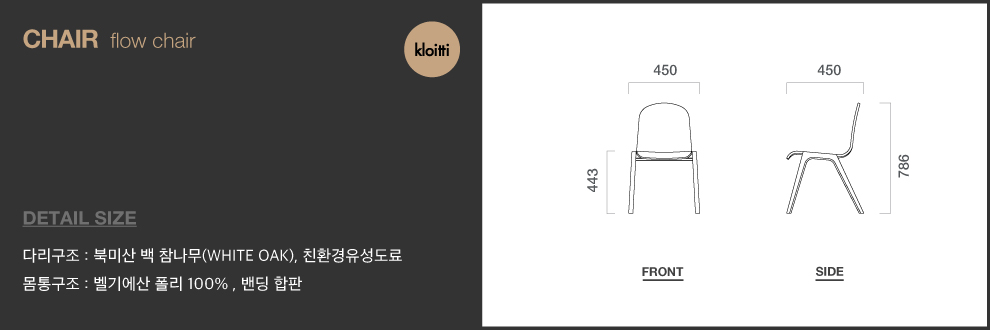 CHAIR flow chair
kloitti
DETAIL SIZE
다리구조 : 북미산 백 참나무(WHITE OAK), 친환경유성도료
몸통구조 : 벨기에산 폴리 100% , 밴딩 합판
450
443
FRONT
450
786
SIDE